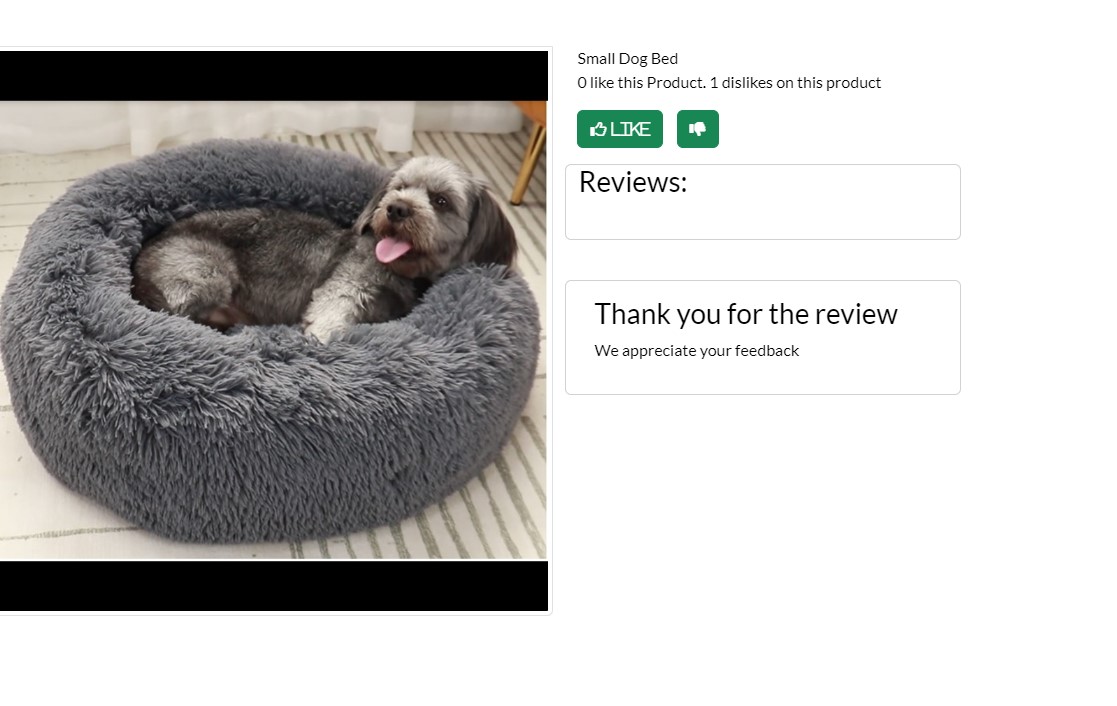 Small Dog Bed
0 like this Product. 1 dislikes on this product
LIKE
Reviews:
Thank you for the review
We appreciate your feedback